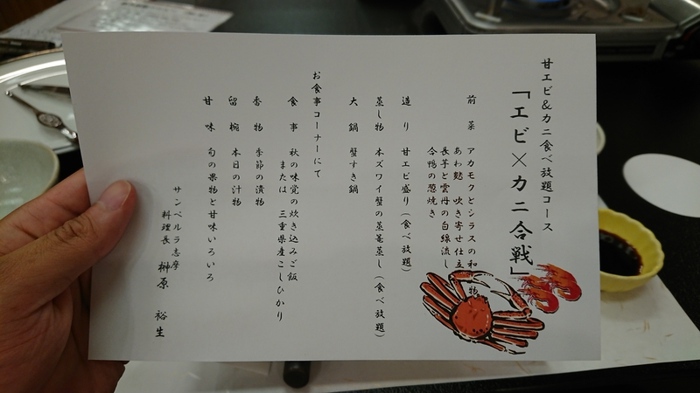 甘エビ&カニ食べ放題コース
「エビ×カニ合戦」
前菜 アカモクとシラスの和
物
あわ麩 吹き寄せ仕立
長芋と雲丹の白線流し
合鴨の葱焼き
造り 甘エビ盛り(食べ放題)
蒸し物 本ズワイ蟹の蒸篭蒸し(食べ放題)
大鍋 蟹すき鍋
お食事コーナーにて
食事 秋の味覚の炊き込みご飯
または、三重県産こしひかり
香物 季節の漬物
留椀 本日の汁物
甘味 旬の果物と甘味いろいろ
サンペルラ志摩
料理長 榊原 裕生